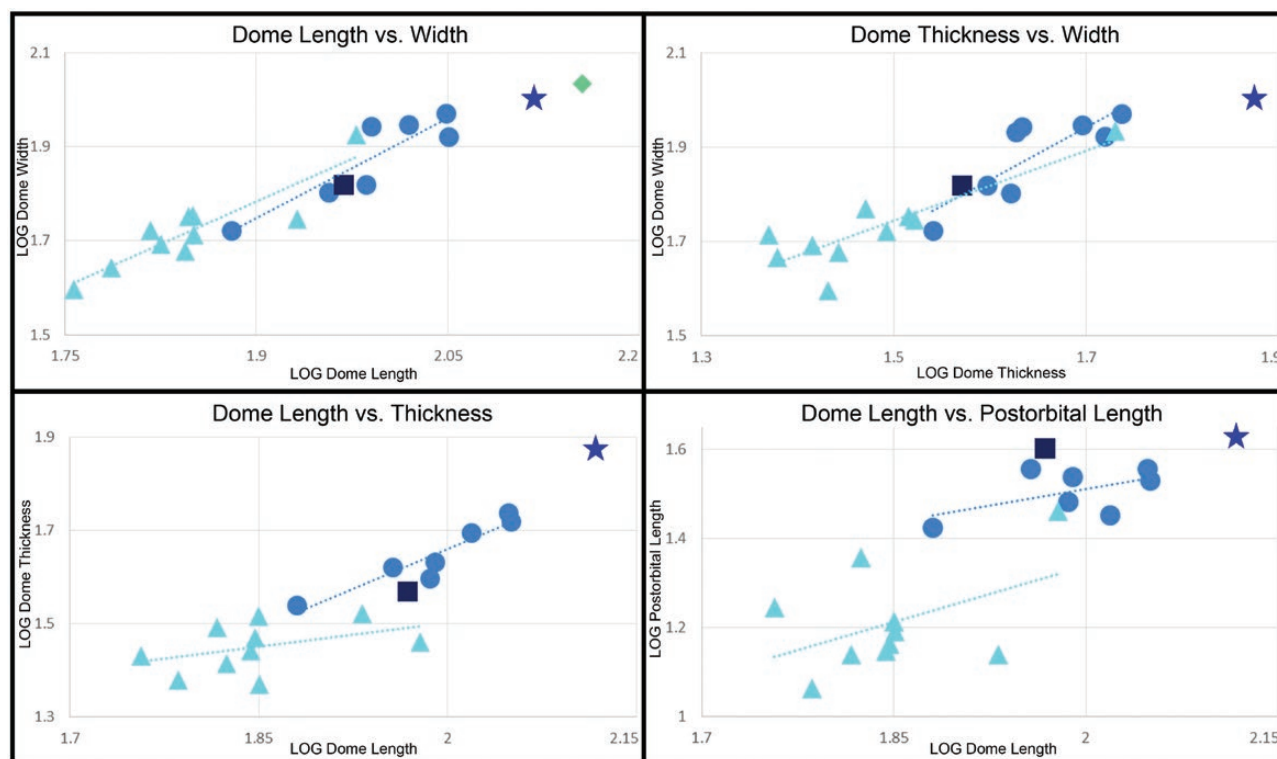 Dome Length vs. Width
2.1
1.9
1.7
1.5
LOG Dome Width
1.75
1.9
2.05
2.2
LOG Dome Length
Dome Thickness vs. Width
2.1
1.9
1.7
1.5
LOG Dome Width
1.3
1.5
1.7
1.9
LOG Dome Thickness
Dome Length vs. Thickness
1.9
1.7
1.5
1.3
LOG Dome Thickness
1.7
1.85
2
2.15
LOG Dome Length
Dome Length vs. Postorbital Length
1.6
1.4
1.2
1
LOG Postorbital Length
1.7
1.85
2
2.15
LOG Dome Length